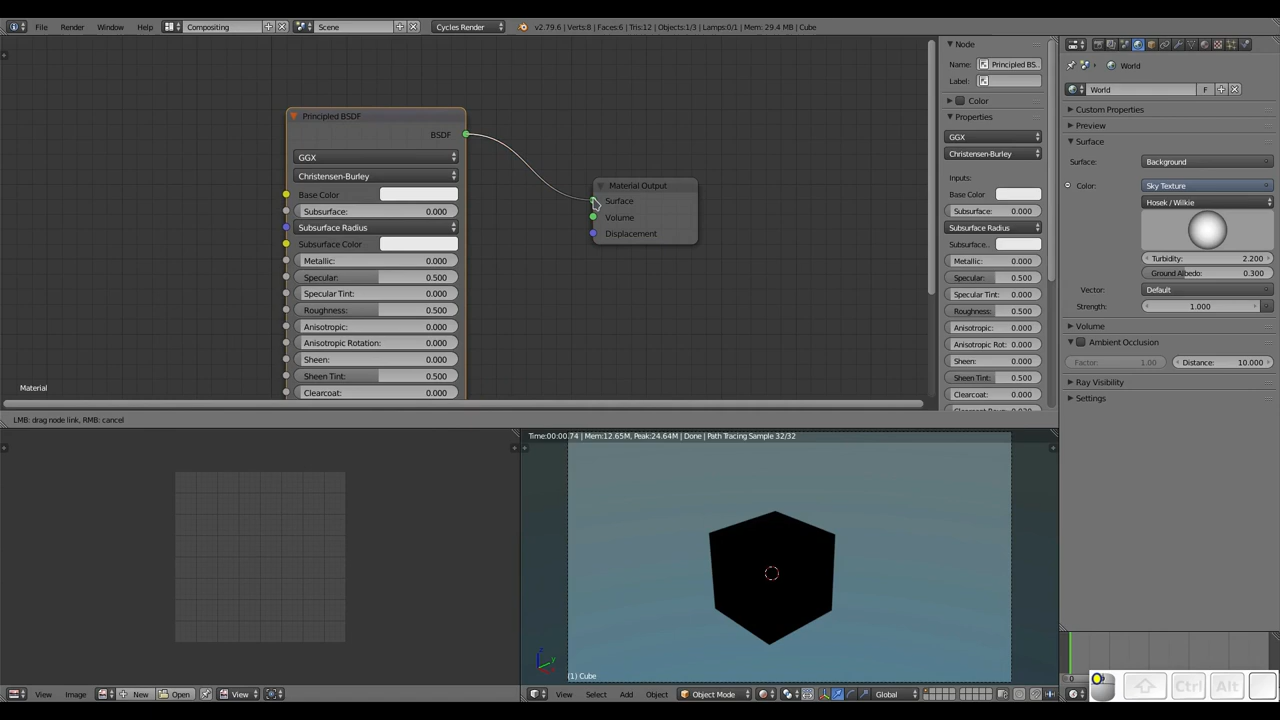 File Render Window Help Compositing Scene Cycles Render v2.79.6 | Verts:8 | Faces:6 | Tris:12 | Objects:1/3 | Lamps:0/1 | Mem: 29.4 MB | Cube
Principled BSDF
BSDF
GGX
Christensen-Burley
Base Color
Subsurface: 0.000
Subsurface Radius
Subsurface Color
Metallic: 0.000
Specular: 0.500
Specular Tint: 0.000
Roughness: 0.500
Anisotropic: 0.000
Anisotropic Rotation: 0.000
Sheen: 0.000
Sheen Tint: 0.500
Clearcoat: 0.000
Material Output
Surface
Volume
Displacement
Material
Node
Name: Principled BS..
Label:
Color
Properties
GGX
Christensen-Burley
Inputs:
Base Color
Subsurface: 0.000
Subsurface Radius
Subsurface..
Metallic: 0.000
Specular: 0.500
Specular Tint: 0.000
Roughness: 0.500
Anisotropic: 0.000
Anisotropic Rot: 0.000
Sheen: 0.000
Sheen Tint: 0.500
Clearcoat: 0.000
World
World F
Custom Properties
Preview
Surface
Surface: Background
Color: Sky Texture
Hosek / Wilkie
Turbidity: 2.200
Ground Albedo: 0.300
Vector: Default
Strength: 1.000
Volume
Ambient Occlusion
Factor: 1.00 Distance: 10.000
Ray Visibility
Settings
LMB: drag node link, RMB: cancel
Time:00:00.74 | Mem:12.65M, Peak:24.64M | Done | Path Tracing Sample 32/32
(1) Cube
View Image New Open View
View Select Add Object Object Mode Global
Ctrl Alt